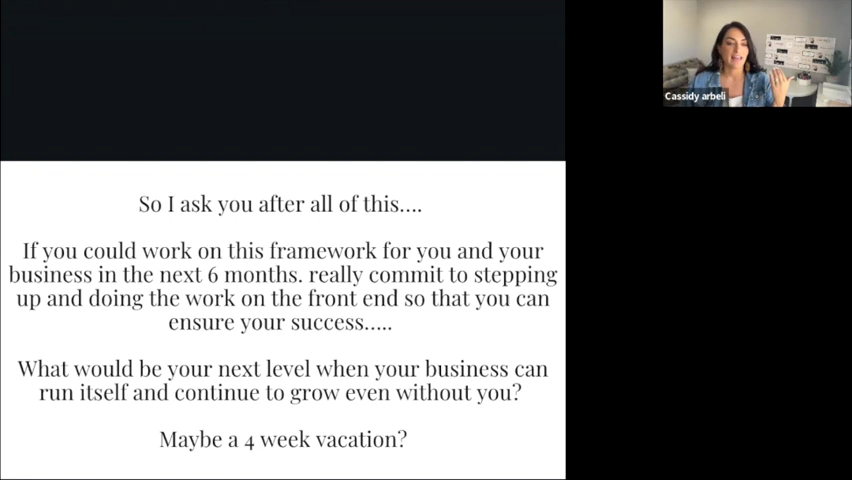 So I ask you after all of this....
If you could work on this framework for you and your
business in the next 6 months. really commit to stepping
up and doing the work on the front end so that you can
ensure your success.....
What would be your next level when your business can
run itself and continue to grow even without you?
Maybe a 4 week vacation?
Cassidy arbeli